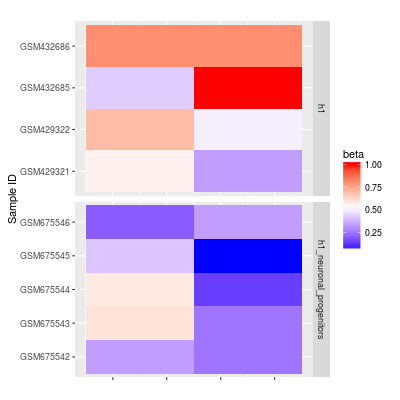 GSM432686
GSM432685
GSM429322
GSM429321
h1
GSM675546
GSM675545
GSM675544
GSM675543
GSM675542
h1_neuronal_progenitors
Sample ID
beta
1.00
0.75
0.50
0.25